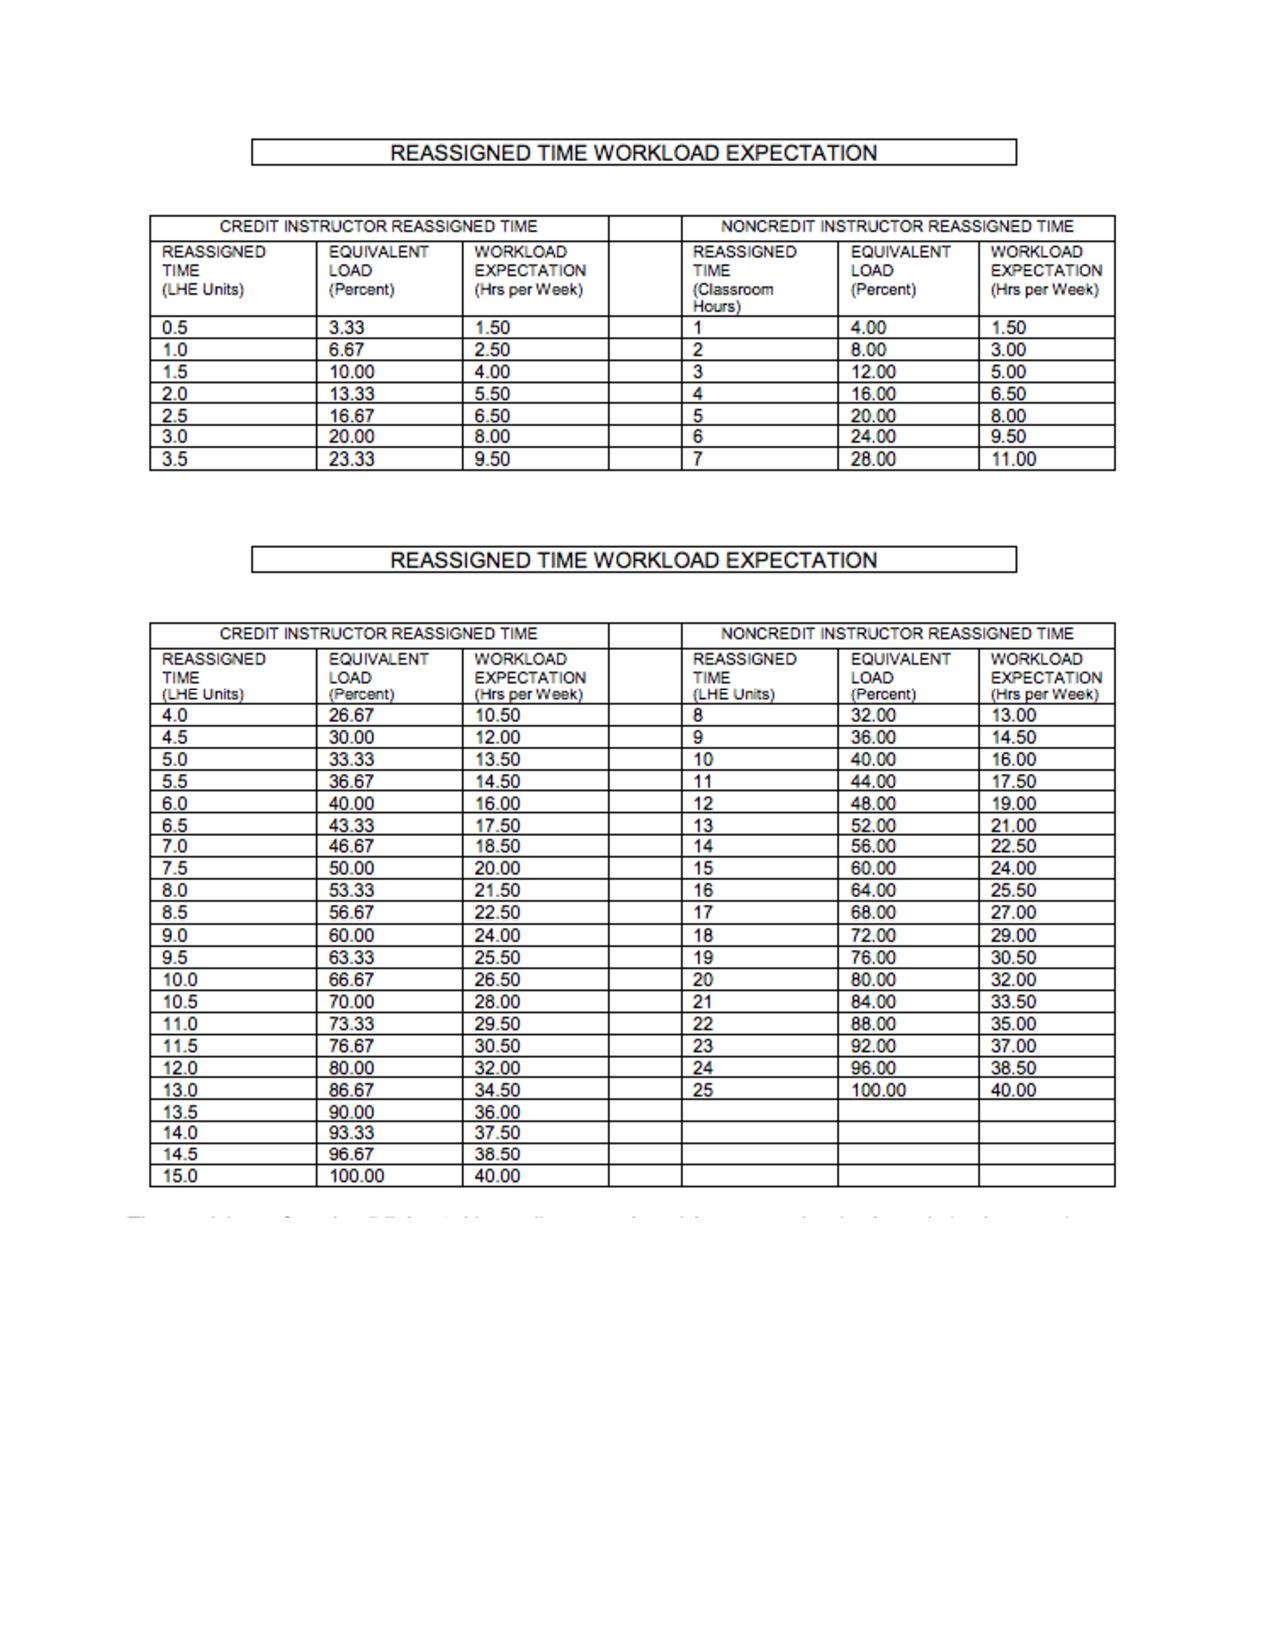 REASSIGNED TIME WORKLOAD EXPECTATION
CREDIT INSTRUCTOR REASSIGNED TIME NONCREDIT INSTRUCTOR REASSIGNED TIME
REASSIGNED EQUIVALENT WORKLOAD REASSIGNED EQUIVALENT WORKLOAD
TIME LOAD EXPECTATION TIME LOAD EXPECTATION
(LHE Units) (Percent) (Hrs per Week) (Classroom (Percent) (Hrs per Week)
Hours)
0.5 3.33 1.50 1 4.00 1.50
1.0 6.67 2.50 2 8.00 3.00
1.5 10.00 4.00 3 12.00 5.00
2.0 13.33 5.50 4 16.00 6.50
2.5 16.67 6.50 5 20.00 8.00
3.0 20.00 8.00 6 24.00 9.50
3.5 23.33 9.50 7 28.00 11.00
REASSIGNED TIME WORKLOAD EXPECTATION
CREDIT INSTRUCTOR REASSIGNED TIME NONCREDIT INSTRUCTOR REASSIGNED TIME
REASSIGNED EQUIVALENT WORKLOAD REASSIGNED EQUIVALENT WORKLOAD
TIME LOAD EXPECTATION TIME LOAD EXPECTATION
(LHE Units) (Percent) (Hrs per Week) (LHE Units) (Percent) (Hrs per Week)
4.0 26.67 10.50 8 32.00 13.00
4.5 30.00 12.00 9 36.00 14.50
5.0 33.33 13.50 10 40.00 16.00
5.5 36.67 14.50 11 44.00 17.50
6.0 40.00 16.00 12 48.00 19.00
6.5 43.33 17.50 13 52.00 21.00
7.0 46.67 18.50 14 56.00 22.50
7.5 50.00 20.00 15 60.00 24.00
8.0 53.33 21.50 16 64.00 25.50
8.5 56.67 22.50 17 68.00 27.00
9.0 60.00 24.00 18 72.00 29.00
9.5 63.33 25.50 19 76.00 30.50
10.0 66.67 26.50 20 80.00 32.00
10.5 70.00 28.00 21 84.00 33.50
11.0 73.33 29.50 22 88.00 35.00
11.5 76.67 30.50 23 92.00 37.00
12.0 80.00 32.00 24 96.00 38.50
13.0 86.67 34.50 25 100.00 40.00
13.5 90.00 36.00
14.0 93.33 37.50
14.5 96.67 38.50
15.0 100.00 40.00